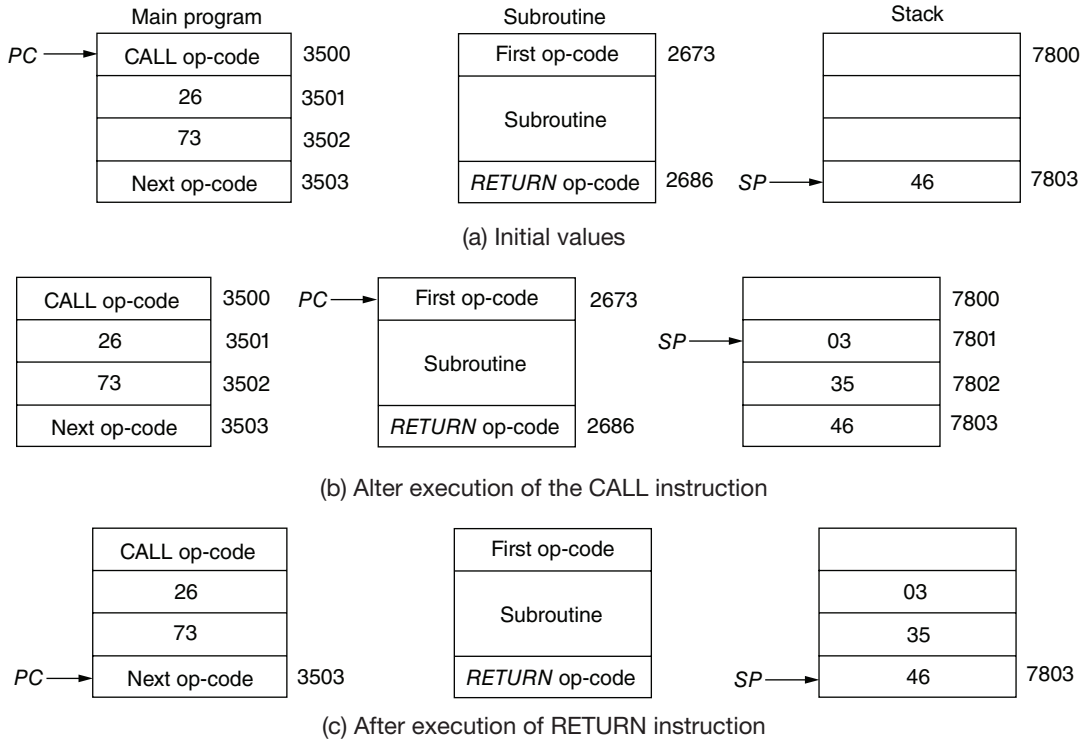 Main program Subroutine Stack
PC CALL op-code 3500 First op-code 2673 7800
26 3501
Subroutine
73 3502
Next op-code 3503 RETURN op-code 2686 SP 46 7803
(a) Initial values
CALL op-code 3500 PC First op-code 2673 7800
26 3501 SP 03 7801
Subroutine
73 3502 35 7802
Next op-code 3503 RETURN op-code 2686 46 7803
(b) Alter execution of the CALL instruction
CALL op-code First op-code
26 03
Subroutine
73 35
PC Next op-code 3503 RETURN op-code SP 46 7803
(c) After execution of RETURN instruction